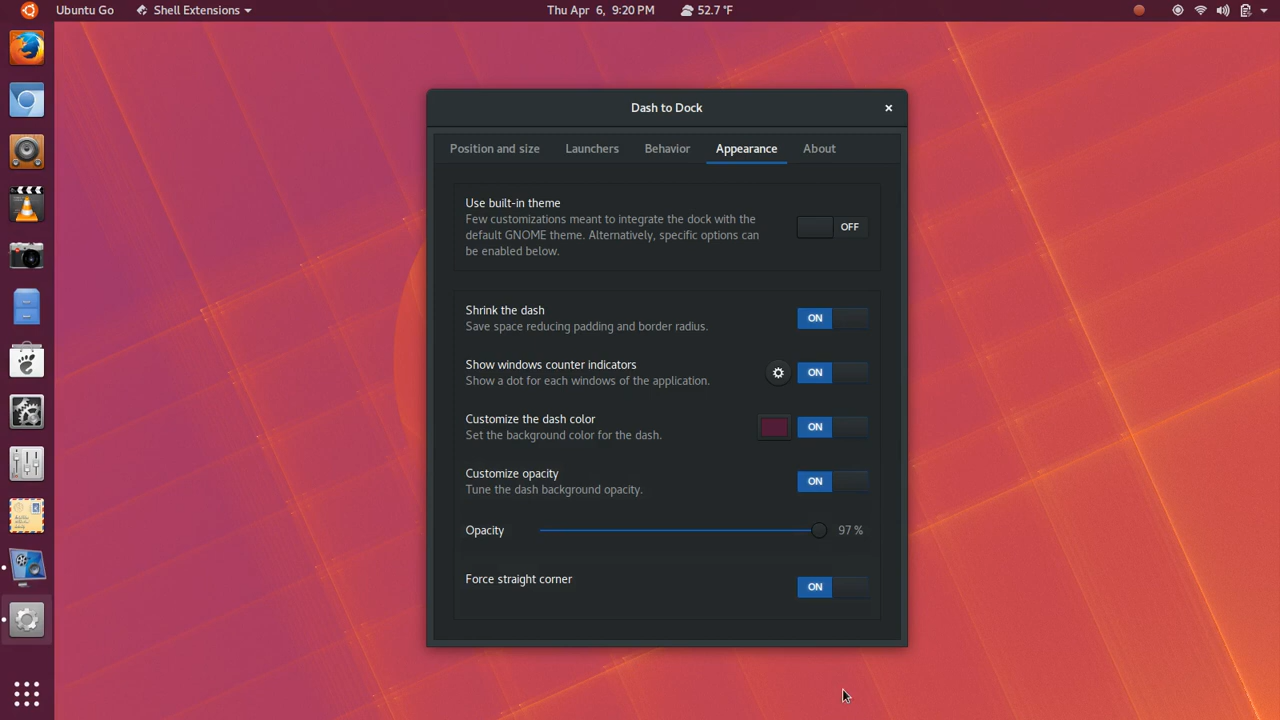 Ubuntu Go
Shell Extensions
Thu Apr 6, 9:20 PM
52.7 °F
Dash to Dock
Position and size
Launchers
Behavior
Appearance
About
Use built-in theme
Few customizations meant to integrate the dock with the
default GNOME theme. Alternatively, specific options can
be enabled below.
OFF
Shrink the dash
Save space reducing padding and border radius.
ON
Show windows counter indicators
Show a dot for each windows of the application.
ON
Customize the dash color
Set the background color for the dash.
ON
Customize opacity
Tune the dash background opacity.
ON
Opacity
97 %
Force straight corner
ON